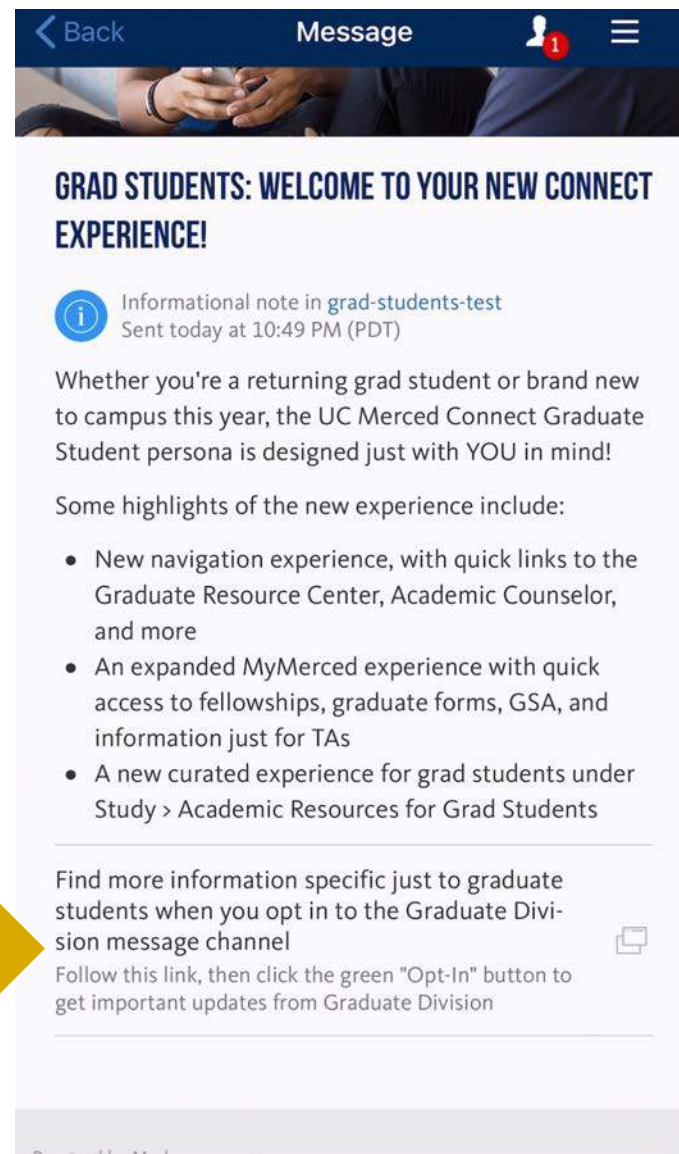 Back
Message
1
GRAD STUDENTS: WELCOME TO YOUR NEW CONNECT
EXPERIENCE!
i
Informational note in grad-students-test
Sent today at 10:49 PM (PDT)
Whether you're a returning grad student or brand new
to campus this year, the UC Merced Connect Graduate
Student persona is designed just with YOU in mind!
Some highlights of the new experience include:
• New navigation experience, with quick links to the
Graduate Resource Center, Academic Counselor,
and more
• An expanded MyMerced experience with quick
access to fellowships, graduate forms, GSA, and
information just for TAs
• A new curated experience for grad students under
Study > Academic Resources for Grad Students
Find more information specific just to graduate
students when you opt in to the Graduate Divi-
sion message channel
Follow this link, then click the green "Opt-In" button to
get important updates from Graduate Division